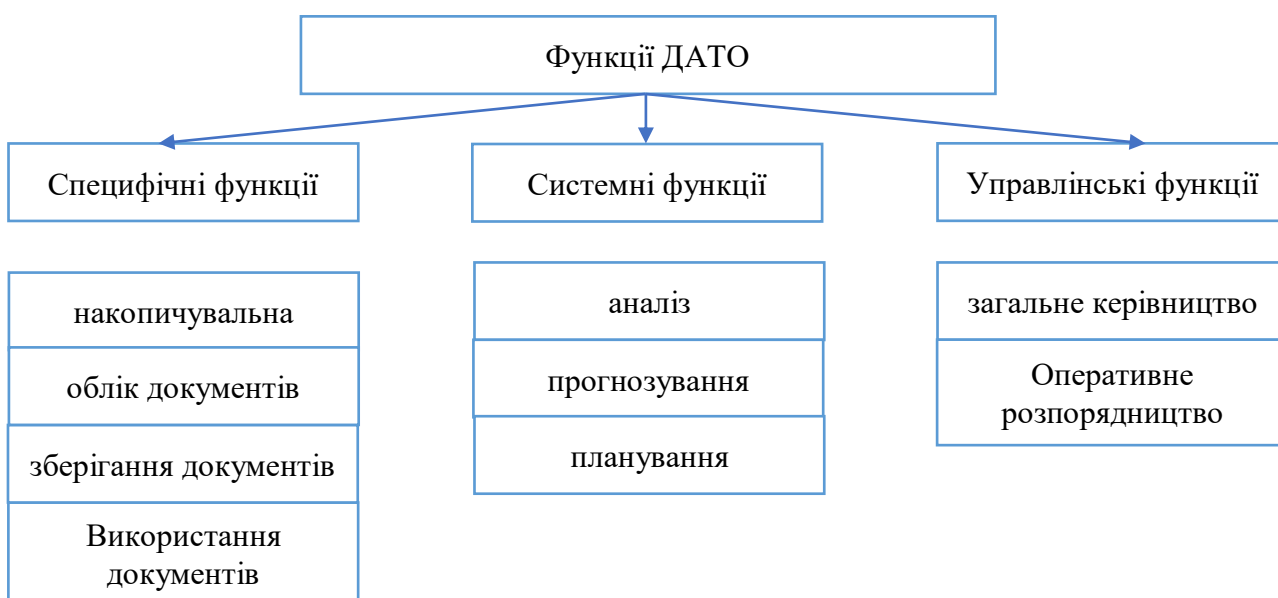 Функції ДАТО
Специфічні функції
Системні функції
Управлінські функції
накопичувальна
облік документів
зберігання документів
Використання
документів
аналіз
прогнозування
планування
загальне керівництво
Оперативне
розпорядництво